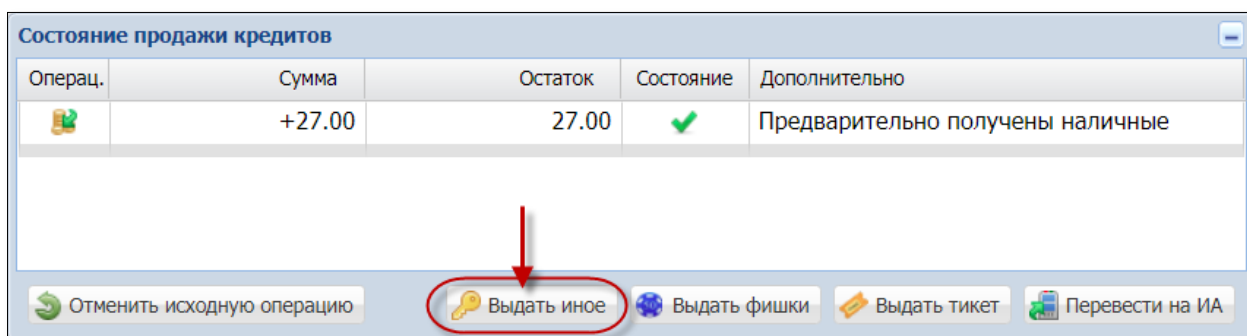 Состояние продажи кредитов
Операц. Сумма Остаток Состояние Дополнительно
+27.00 27.00 Предварительно получены наличные
Отменить исходную операцию Выдать иное Выдать фишки Выдать тикет Перевести на ИА